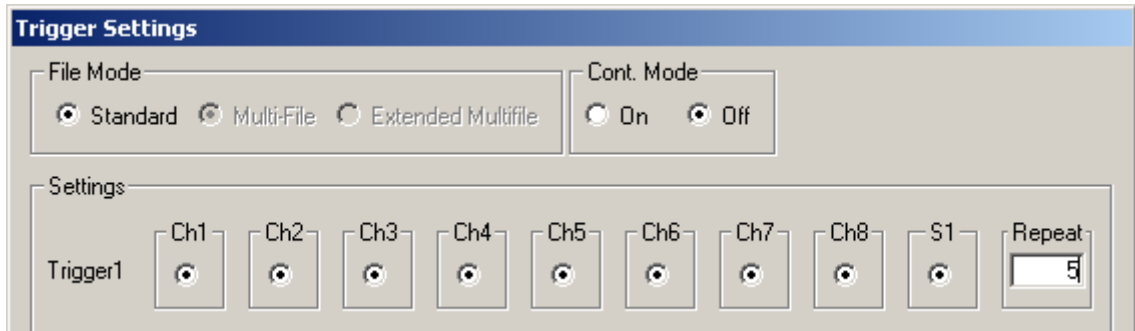 Trigger Settings
File Mode
Standard Multi-File Extended Multifile
Cont. Mode
On Off
Settings
Ch1 Ch2 Ch3 Ch4 Ch5 Ch6 Ch7 Ch8 S1 Repeat
Trigger1 5